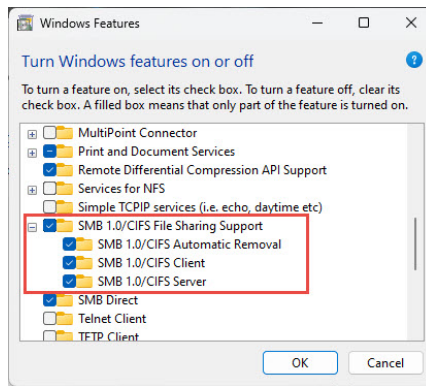 Windows Features
Turn Windows features on or off
?
To turn a feature on, select its check box. To turn a feature off, clear its
check box. A filled box means that only part of the feature is turned on.
MultiPoint Connector
Print and Document Services
Remote Differential Compression API Support
Services for NFS
Simple TCPIP services (i.e. echo, daytime etc)
SMB 1.0/CIFS File Sharing Support
SMB 1.0/CIFS Automatic Removal
SMB 1.0/CIFS Client
SMB 1.0/CIFS Server
SMB Direct
Telnet Client
TFTP Client
OK Cancel